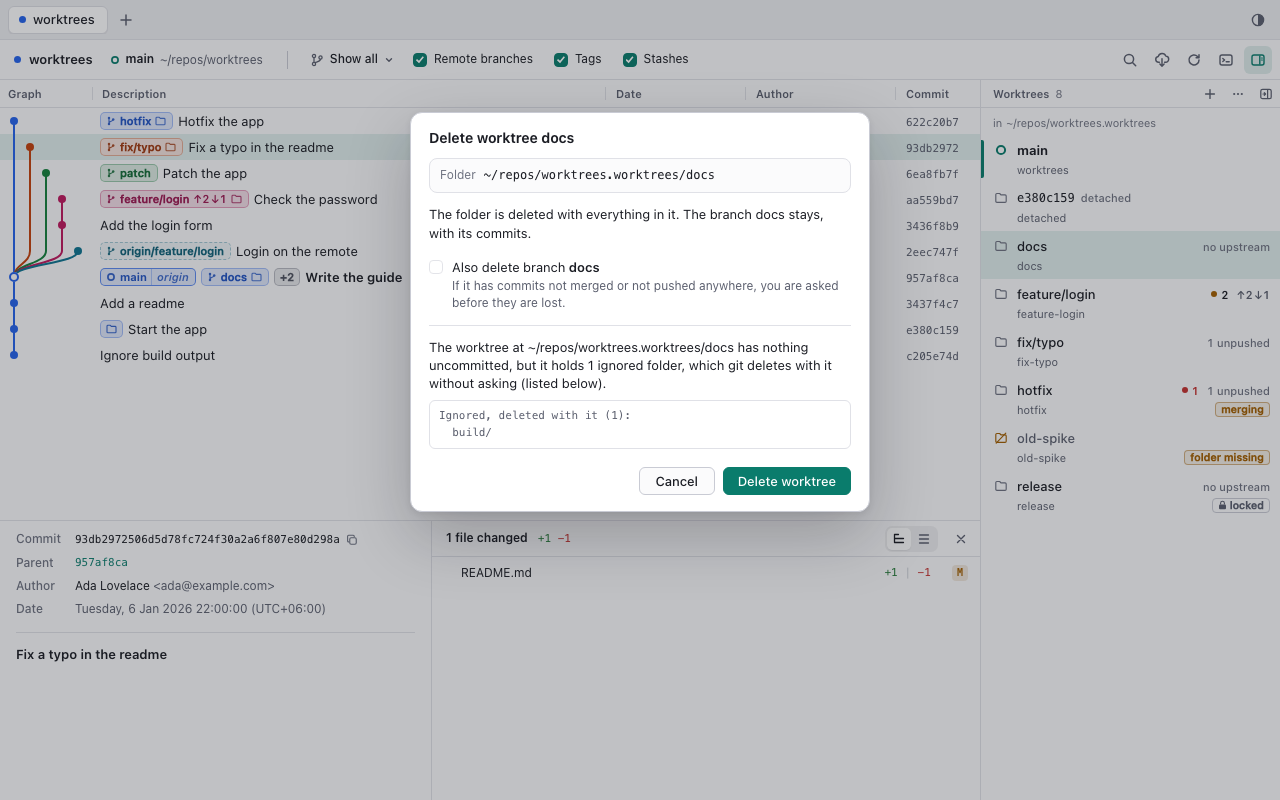 worktrees
worktrees
main ~/repos/worktrees
Show all
Remote branches
Tags
Stashes
Graph Description Date Author Commit
hotfix Hotfix the app 622c20b7
fix/typo Fix a typo in the readme 93db2972
patch Patch the app 6ea8fb7f
feature/login ↑2↓1 Check the password aa559bd7
Add the login form 3436f8b9
origin/feature/login Login on the remote 2eec747f
main origin docs +2 Write the guide 957af8ca
Add a readme 3437f4c7
Start the app e380c159
Ignore build output c205e74d
Delete worktree docs
Folder ~/repos/worktrees.worktrees/docs
The folder is deleted with everything in it. The branch docs stays,
with its commits.
Also delete branch docs
If it has commits not merged or not pushed anywhere, you are asked
before they are lost.
The worktree at ~/repos/worktrees.worktrees/docs has nothing
uncommitted, but it holds 1 ignored folder, which git deletes with it
without asking (listed below).
Ignored, deleted with it (1):
build/
Cancel
Delete worktree
Worktrees 8
in ~/repos/worktrees.worktrees
main
worktrees
e380c159 detached
detached
docs no upstream
docs
feature/login 2 ↑2↓1
feature-login
fix/typo 1 unpushed
fix-typo
hotfix 1 1 unpushed
hotfix merging
old-spike
old-spike folder missing
release no upstream
release locked
Commit 93db2972506d5d78fc724f30a2a6f807e80d298a
Parent 957af8ca
Author Ada Lovelace <ada@example.com>
Date Tuesday, 6 Jan 2026 22:00:00 (UTC+06:00)
Fix a typo in the readme
1 file changed +1 −1
README.md +1 −1 M